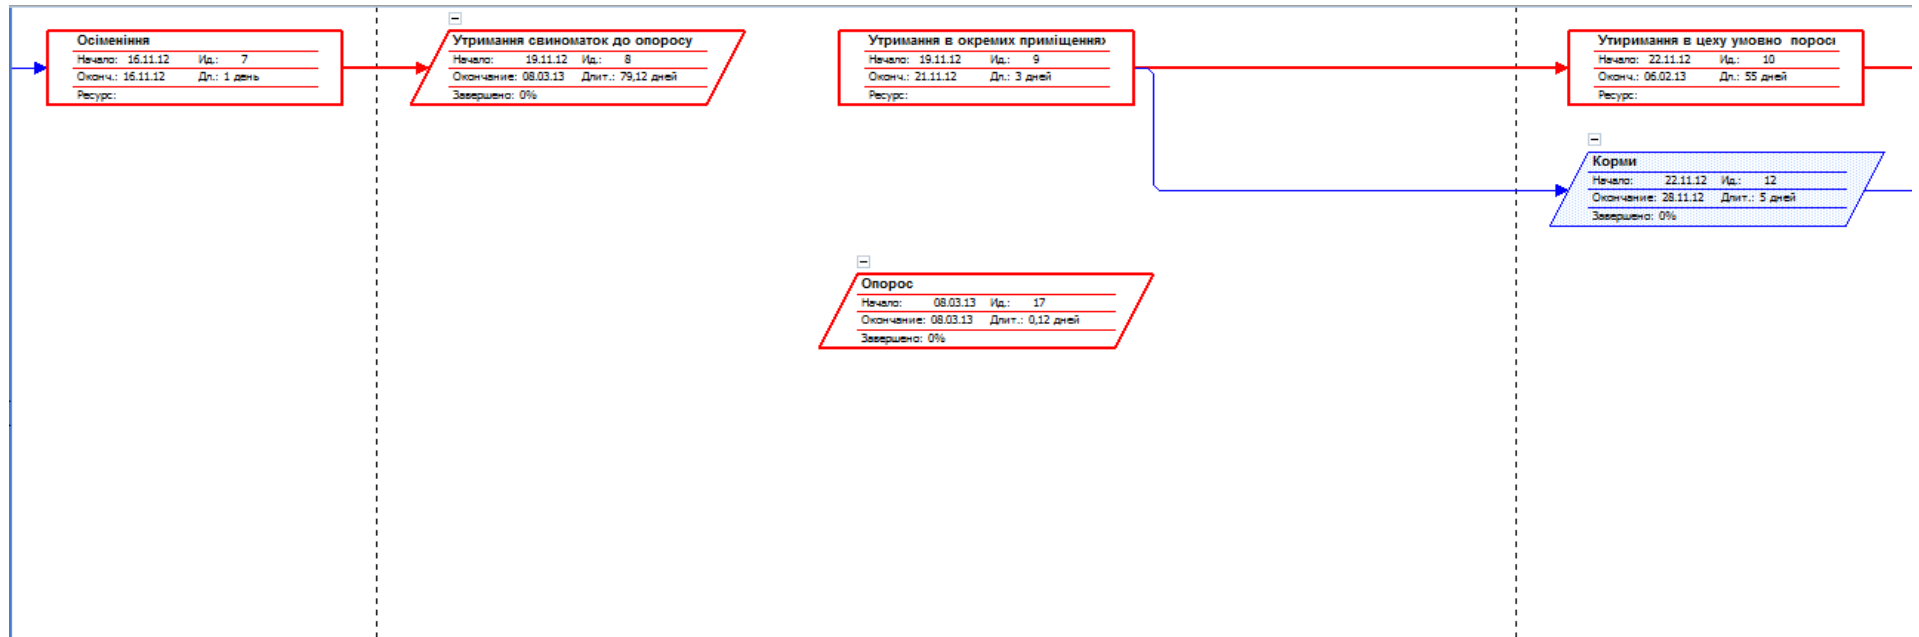 Осіменіння
Начало: 16.11.12 Ид.: 7
Оконч.: 16.11.12 Дл.: 1 день
Ресурс:
Утримання свиноматок до опоросу
Начало: 19.11.12 Ид.: 8
Окончание: 08.03.13 Длит.: 79,12 дней
Завершено: 0%
Утримання в окремих приміщення
Начало: 19.11.12 Ид.: 9
Оконч.: 21.11.12 Дл.: 3 дней
Ресурс:
Утиримання в цеху умовно порос
Начало: 22.11.12 Ид.: 10
Оконч.: 06.02.13 Дл.: 55 дней
Ресурс:
Корми
Начало: 22.11.12 Ид.: 12
Окончание: 28.11.12 Длит.: 5 дней
Завершено: 0%
Опорос
Начало: 08.03.13 Ид.: 17
Окончание: 08.03.13 Длит.: 0,12 дней
Завершено: 0%